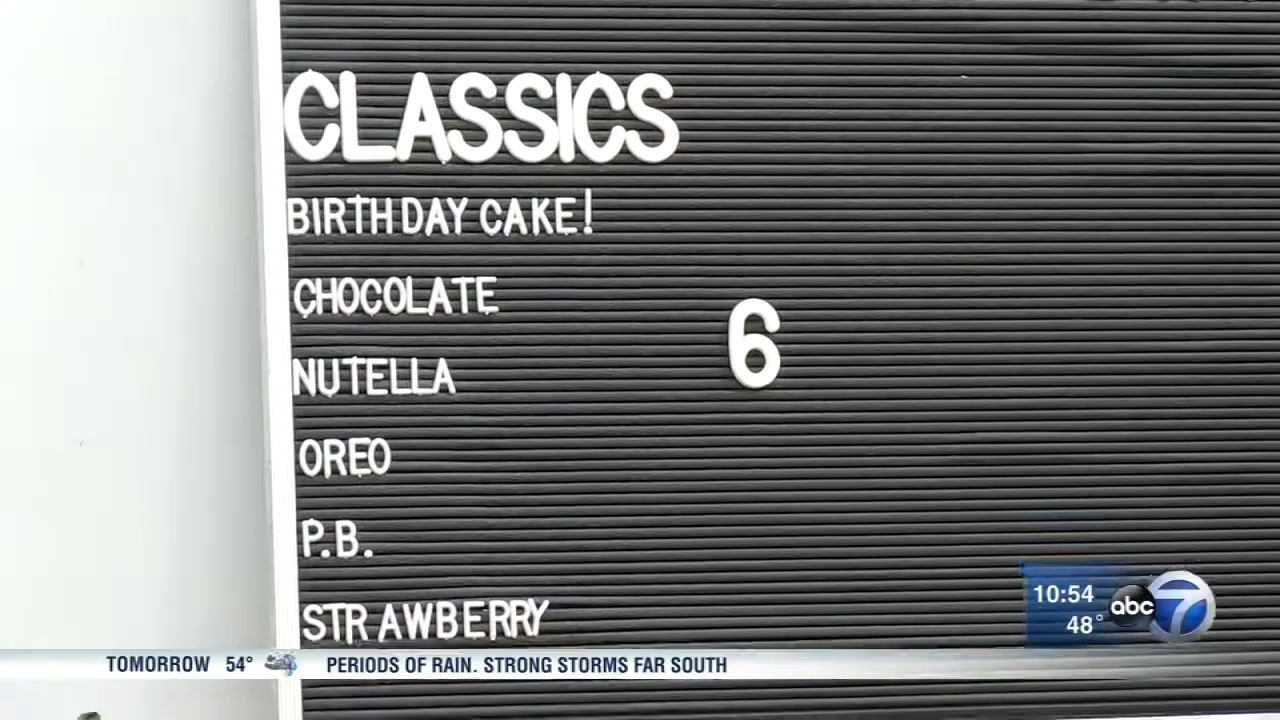 CLASSICS
BIRTHDAY CAKE!
CHOCOLATE
6
NUTELLA
OREO
P.B.
STRAWBERRY
10:54
48°
abc 7
TOMORROW 54° PERIODS OF RAIN. STRONG STORMS FAR SOUTH